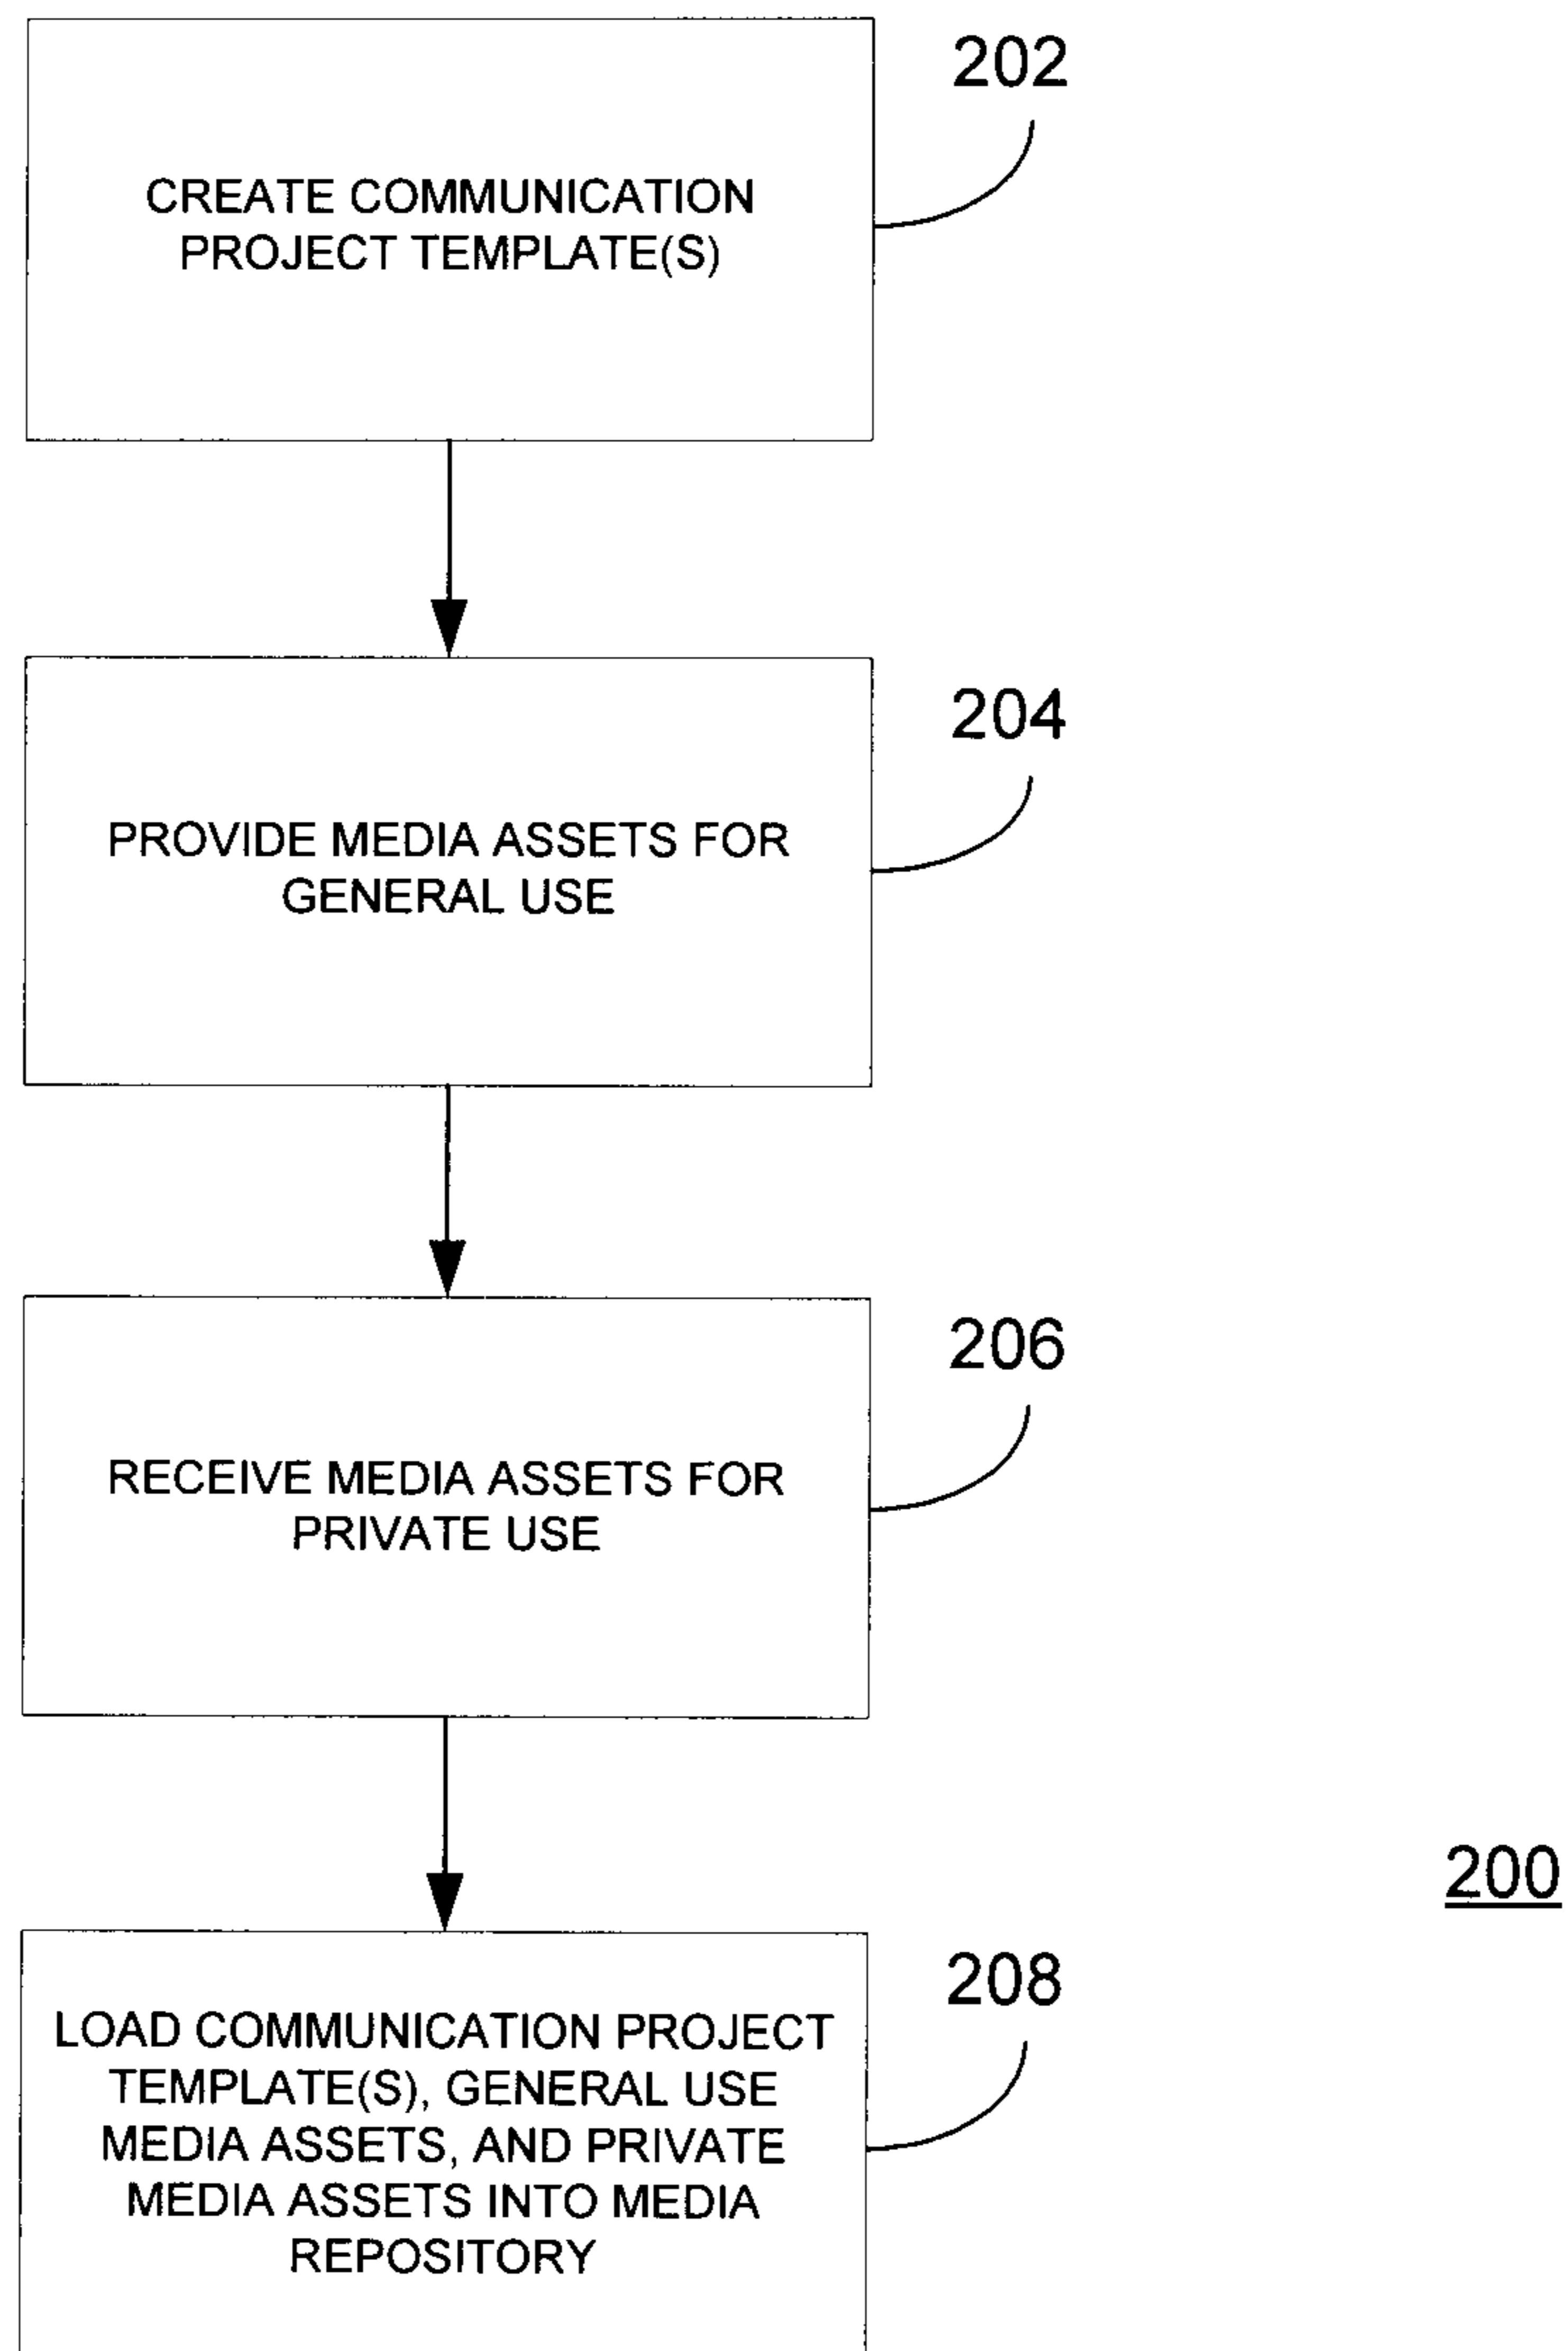 202
CREATE COMMUNICATION
PROJECT TEMPLATE(S)
204
PROVIDE MEDIA ASSETS FOR
GENERAL USE
206
RECEIVE MEDIA ASSETS FOR
PRIVATE USE
200
208
LOAD COMMUNICATION PROJECT
TEMPLATE(S), GENERAL USE
MEDIA ASSETS, AND PRIVATE
MEDIA ASSETS INTO MEDIA
REPOSITORY